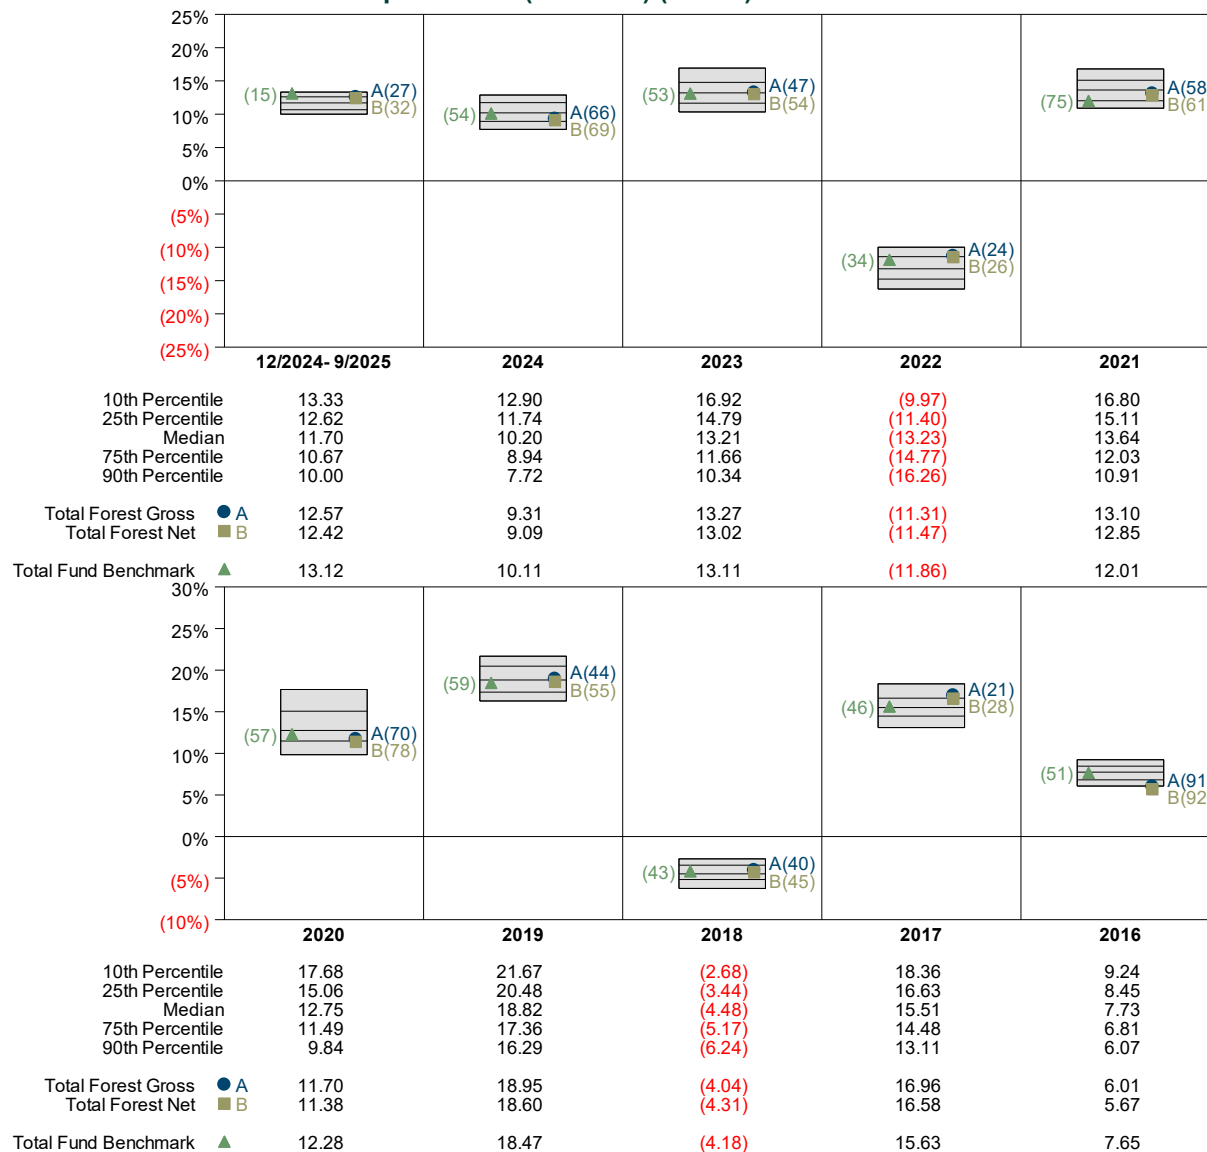 25%
20%
15%
10%
5%
0%
(5%)
(10%)
(15%)
(20%)
(25%)
(15) A(27)
B(32)
(54) A(66)
B(69)
(53) A(47)
B(54)
(34) A(24)
B(26)
(75) A(58
B(61
12/2024- 9/2025 2024 2023 2022 2021
10th Percentile 13.33 12.90 16.92 (9.97) 16.80
25th Percentile 12.62 11.74 14.79 (11.40) 15.11
Median 11.70 10.20 13.21 (13.23) 13.64
75th Percentile 10.67 8.94 11.66 (14.77) 12.03
90th Percentile 10.00 7.72 10.34 (16.26) 10.91
Total Forest Gross A 12.57 9.31 13.27 (11.31) 13.10
Total Forest Net B 12.42 9.09 13.02 (11.47) 12.85
Total Fund Benchmark 13.12 10.11 13.11 (11.86) 12.01
30%
25%
20%
15%
10%
5%
0%
(5%)
(10%)
(57) A(70)
B(78)
(59) A(44)
B(55)
(43) A(40)
B(45)
(46) A(21)
B(28)
(51) A(91
B(92
2020 2019 2018 2017 2016
10th Percentile 17.68 21.67 (2.68) 18.36 9.24
25th Percentile 15.06 20.48 (3.44) 16.63 8.45
Median 12.75 18.82 (4.48) 15.51 7.73
75th Percentile 11.49 17.36 (5.17) 14.48 6.81
90th Percentile 9.84 16.29 (6.24) 13.11 6.07
Total Forest Gross A 11.70 18.95 (4.04) 16.96 6.01
Total Forest Net B 11.38 18.60 (4.31) 16.58 5.67
Total Fund Benchmark 12.28 18.47 (4.18) 15.63 7.65